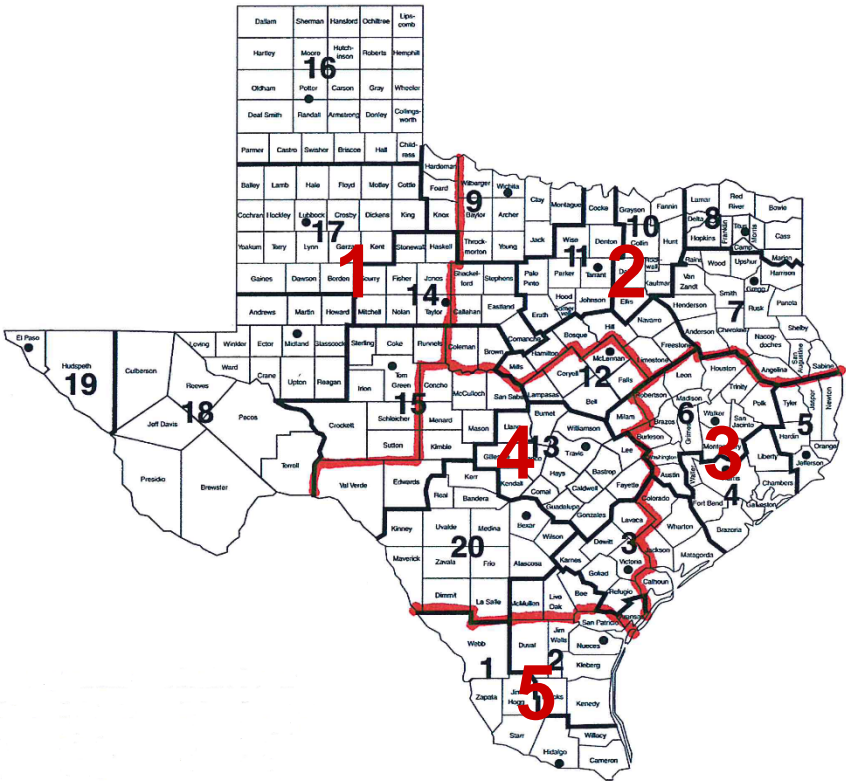 Dallam Sherman Hansford Ochiltree Lips-
comb
Hartley Moore Hutch-
inson Roberts Hemphill
16
Oldham Potter Carson Gray Wheeler
Deaf Smith Randall Armstrong Donley Collings-
worth
Parmer Castro Swisher Briscoe Hall Child-
ress
Hardeman
Bailey Lamb Hale Floyd Motley Cottle Foard Wilbarger Wichita
9
Clay Montague Cooke Grayson Fannin Lamar Red
River Bowie
Delta
10
8
Cochran Hockley Lubbock Crosby Dickens King Knox Baylor Archer
17
Jack Wise Denton Collin Hunt Hopkins Franklin Titus Morris Cass
Camp Marion
Yoakum Terry Lynn Garza Kent Stonewall Haskell Throck-
morton Young
11
2
Rock-
wall Rains Wood Upshur Harrison
1
Gaines Dawson Borden Scurry Fisher Jones Shackel-
ford Stephens Palo
Pinto Parker Tarrant Kaufman Van
Zandt Smith Gregg
14
7
Rusk Panola
Andrews Martin Howard Mitchell Nolan Taylor Callahan Eastland Erath Hood Johnson Ellis Henderson
El Paso
Hudspeth
19
Culberson
Loving Winkler Ector Midland Glasscock Sterling Coke Runnels Coleman Brown Comanche Bosque Hill Navarro Anderson Cherokee Nacog-
doches Shelby
San
Augustine
Reeves Ward Crane Upton Reagan Irion Tom
Green Concho Mills Hamilton McLennan Limestone Freestone
Angelina Sabine
18
15
12
Coryell Falls Leon Houston Trinity
Jeff Davis Pecos Crockett Schleicher McCulloch San Saba Lampasas Bell Robertson Madison Polk Tyler Jasper Newton
Menard Mason Llano Burnet Milam Brazos
6
Walker San
Jacinto
5
Presidio Brewster Terrell Sutton Kimble
4
13
Williamson Burleson Grimes
3
Hardin Orange
Gillespie Travis Lee Washington Waller Liberty Jefferson
Val Verde Edwards Kerr Kendall Hays Bastrop Austin
4
Chambers
Real Bandera Comal Caldwell Fayette Colorado Fort Bend Galveston
Kinney Uvalde Medina Bexar Guadalupe Gonzales Lavaca Wharton Brazoria
20
Wilson Dewitt
3
Jackson Matagorda
Maverick Zavala Frio Atascosa Karnes Victoria
Goliad Calhoun
Dimmit La Salle McMullen Live
Oak Bee Refugio
Aransas
San Patricio
Webb Duval Jim
Wells Nueces
1
2
Kleberg
5
Zapata Jim
Hogg Brooks Kenedy
Starr Willacy
Hidalgo Cameron